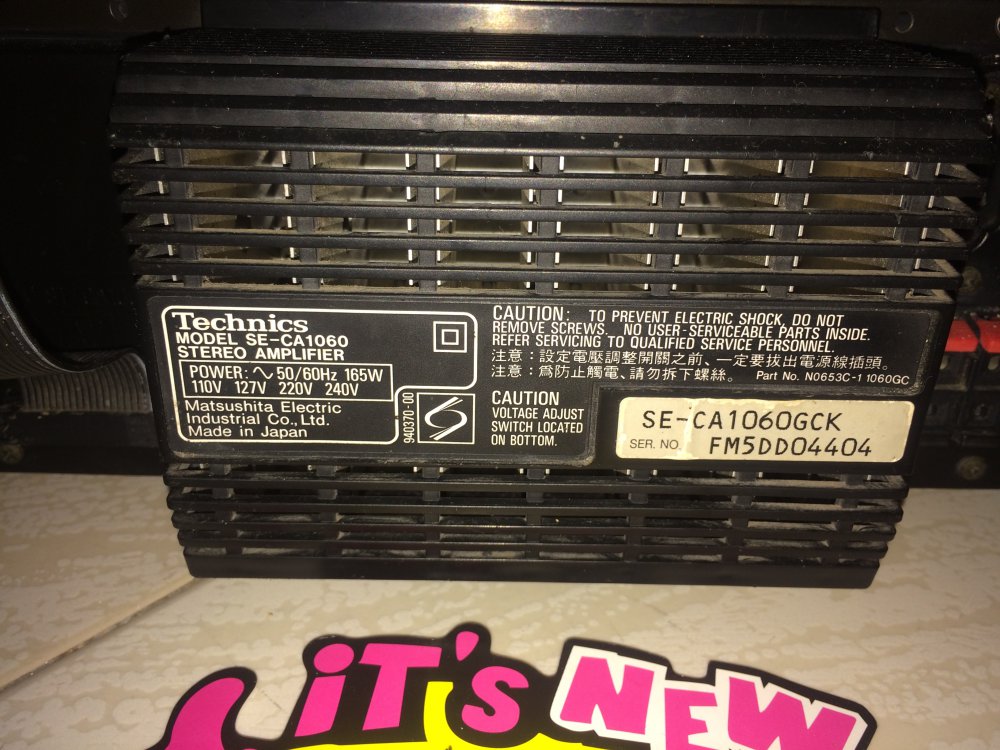 Technics
MODEL SE-CA1060
STEREO AMPLIFIER
POWER: ∿ 50/60Hz 165W
110V 127V 220V 240V
Matsushita Electric
Industrial Co., Ltd.
Made in Japan
940370-00
CAUTION: TO PREVENT ELECTRIC SHOCK, DO NOT
REMOVE SCREWS. NO USER-SERVICEABLE PARTS INSIDE.
REFER SERVICING TO QUALIFIED SERVICE PERSONNEL.
注意：設定電壓調整開關之前、一定要拔出電源線插頭。
注意：爲防止觸電、請勿拆下螺絲。 Part No. N0653C-1 1060GC
CAUTION
VOLTAGE ADJUST
SWITCH LOCATED
ON BOTTOM.
SE-CA1060GCK
SER. NO. FM5DD04404
iT's NEW